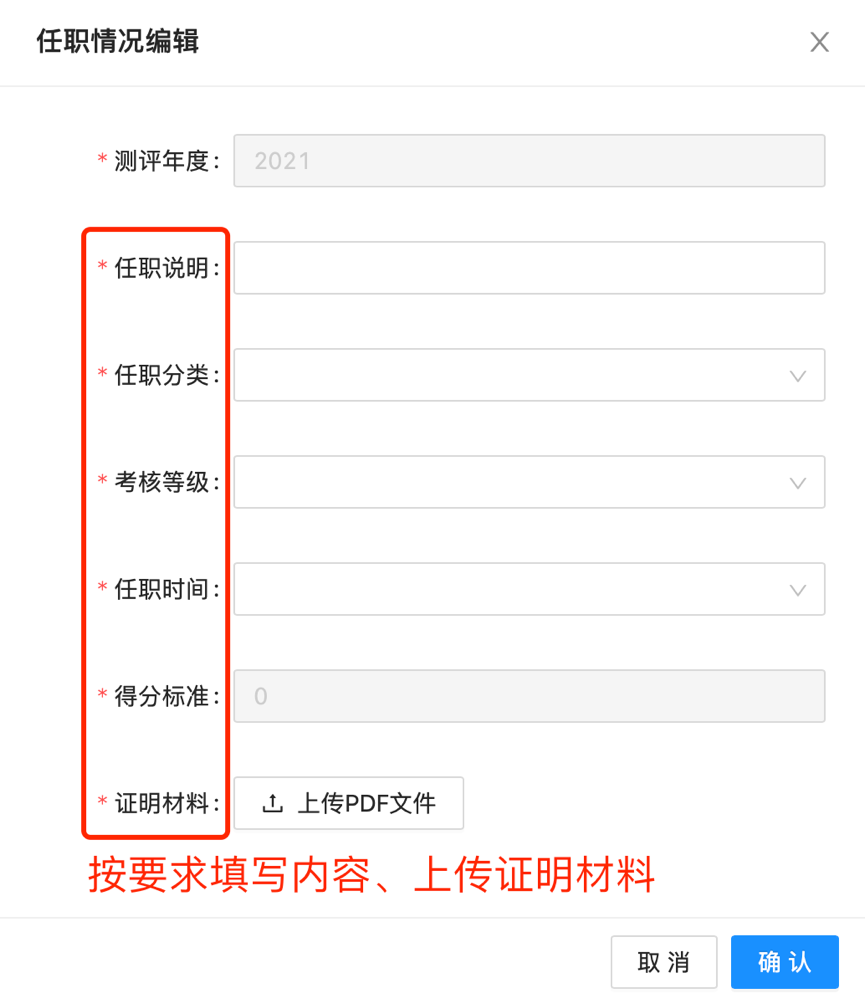 任职情况编辑
* 测评年度: 2021
* 任职说明:
* 任职分类:
* 考核等级:
* 任职时间:
* 得分标准: 0
* 证明材料: 上传PDF文件
按要求填写内容、上传证明材料
取 消 确 认